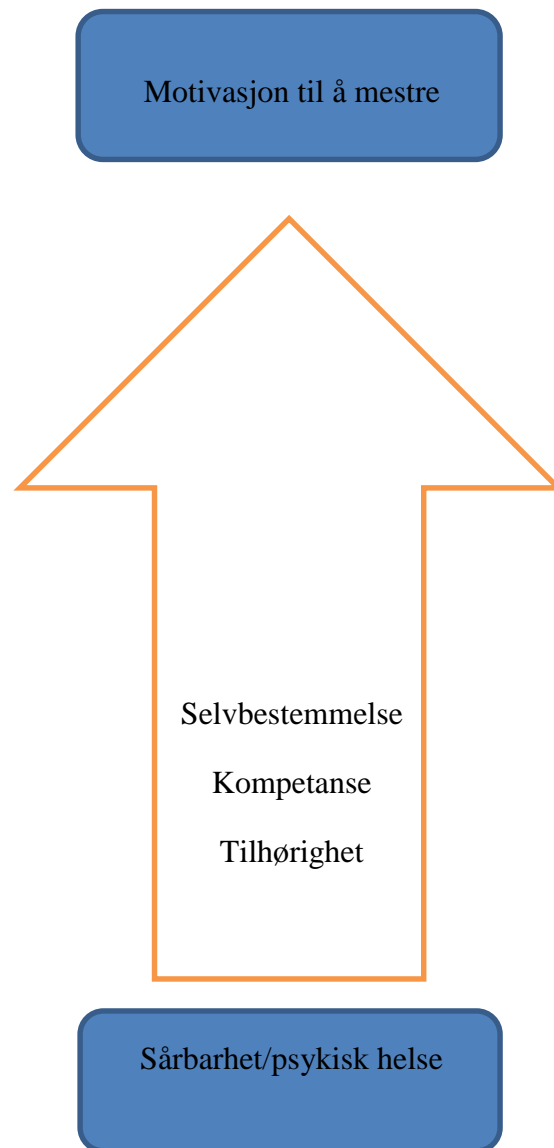 Motivasjon til å mestre
Selvbestemmelse
Kompetanse
Tilhørighet
Sårbarhet/psykisk helse